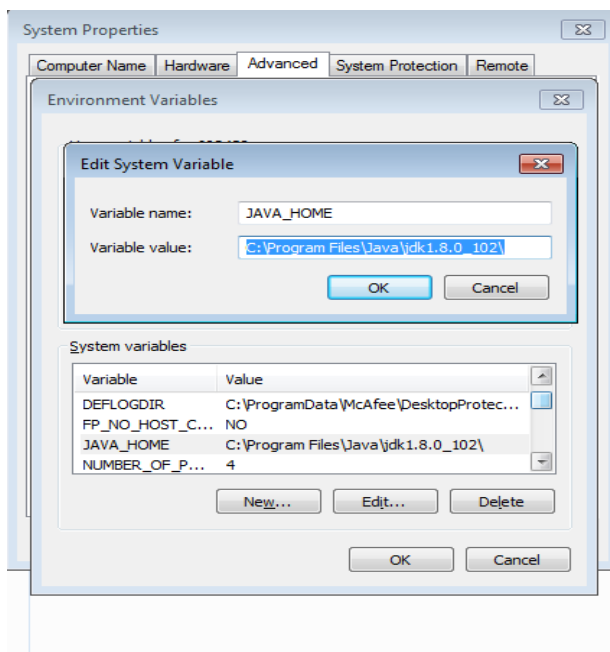 System Properties
Computer Name Hardware Advanced System Protection Remote
Environment Variables
Edit System Variable
Variable name: JAVA_HOME
Variable value: C:\Program Files\Java\jdk1.8.0_102\
OK Cancel
System variables
Variable Value
DEFLOGDIR C:\ProgramData\McAfee\DesktopProtec...
FP_NO_HOST_C... NO
JAVA_HOME C:\Program Files\Java\jdk1.8.0_102\
NUMBER_OF_P... 4
New... Edit... Delete
OK Cancel